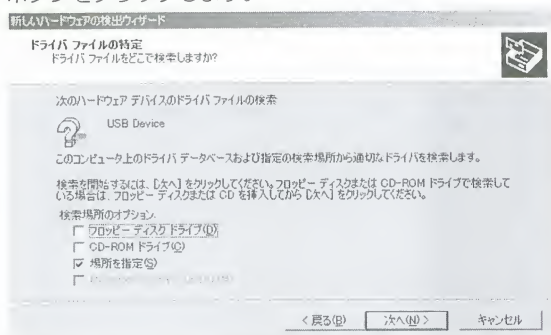 ボタンをクリックします。
新しいハードウェアの検出ウィザード
ドライバ ファイルの特定
ドライバ ファイルをどこで検索しますか?
次のハードウェア デバイスのドライバ ファイルの検索
USB Device
このコンピュータ上のドライバ データベースおよび指定の検索場所から適切なドライバを検索します。
検索を開始するには、[次へ] をクリックしてください。フロッピー ディスクまたは CD-ROM ドライブで検索して
いる場合は、フロッピー ディスクまたは CD を挿入してから [次へ] をクリックしてください。
検索場所のオプション:
フロッピー ディスク ドライブ(D)
CD-ROM ドライブ(C)
場所を指定(S)
< 戻る(B) 次へ(N) > キャンセル